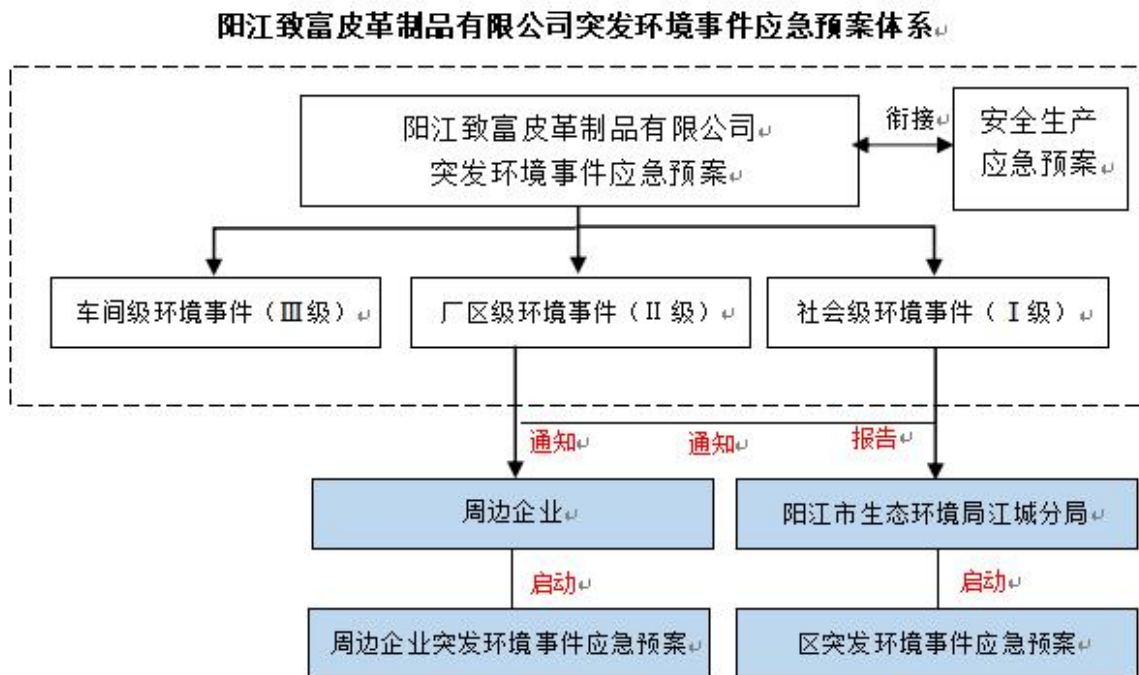 阳江致富皮革制品有限公司突发环境事件应急预案体系
阳江致富皮革制品有限公司
突发环境事件应急预案
衔接
安全生产
应急预案
车间级环境事件（Ⅲ级）
厂区级环境事件（II 级）
社会级环境事件（Ⅰ级）
通知
通知
报告
周边企业
阳江市生态环境局江城分局
启动
启动
周边企业突发环境事件应急预案
区突发环境事件应急预案